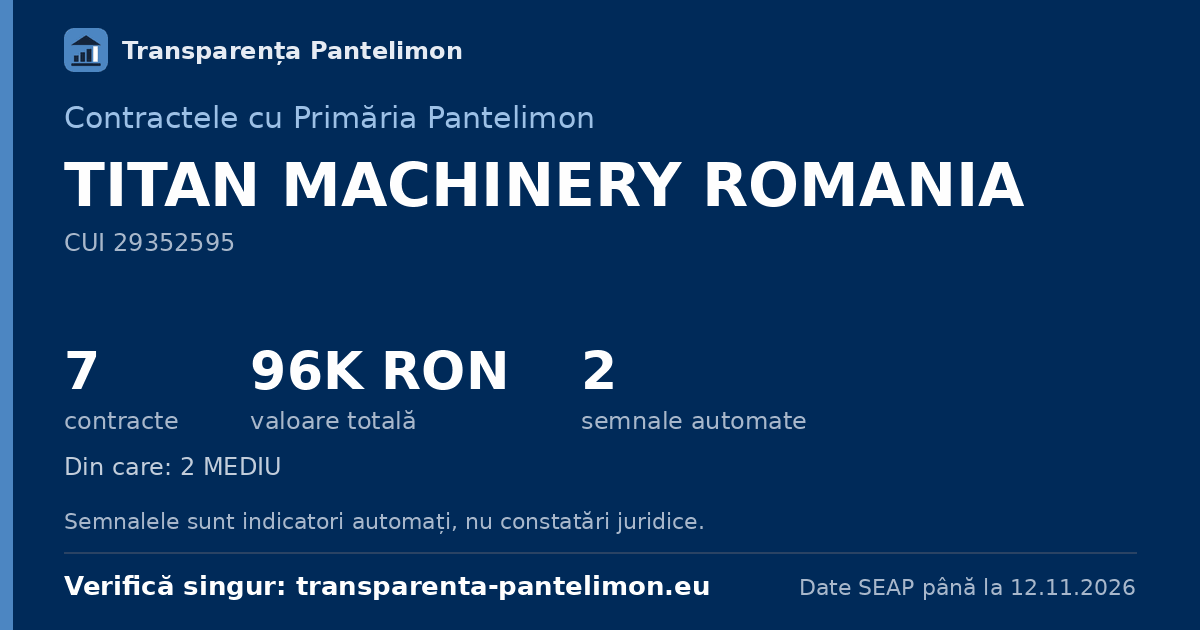 Transparența Pantelimon
Contractele cu Primăria Pantelimon
TITAN MACHINERY ROMANIA
CUI 29352595
7
contracte
96K RON
valoare totală
2
semnale automate
Din care: 2 MEDIU
Semnalele sunt indicatori automați, nu constatări juridice.
Verifică singur: transparenta-pantelimon.eu
Date SEAP până la 12.11.2026